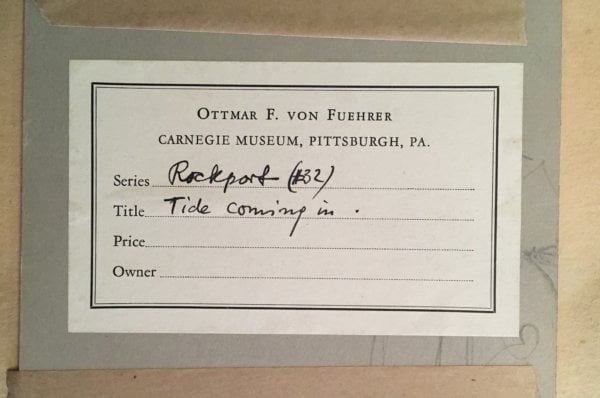 OTTMAR F. VON FUEHRER
CARNEGIE MUSEUM, PITTSBURGH, PA.
Series Rockport (#32)
Title Tide coming in .
Price
Owner